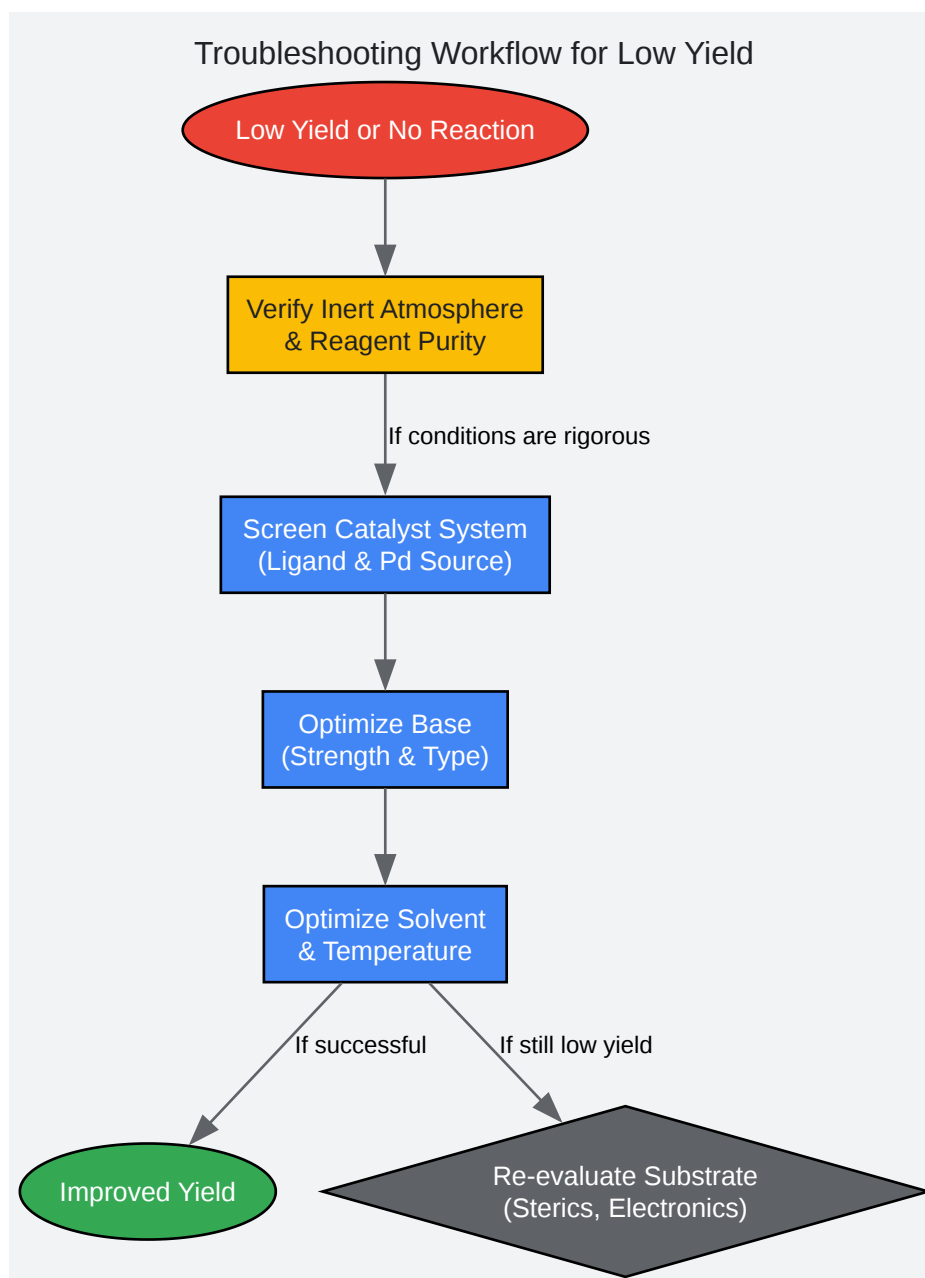 Troubleshooting Workflow for Low Yield
Low Yield or No Reaction
Verify Inert Atmosphere
& Reagent Purity
If conditions are rigorous
Screen Catalyst System
(Ligand & Pd Source)
Optimize Base
(Strength & Type)
Optimize Solvent
& Temperature
If successful
If still low yield
Improved Yield
Re-evaluate Substrate
(Sterics, Electronics)